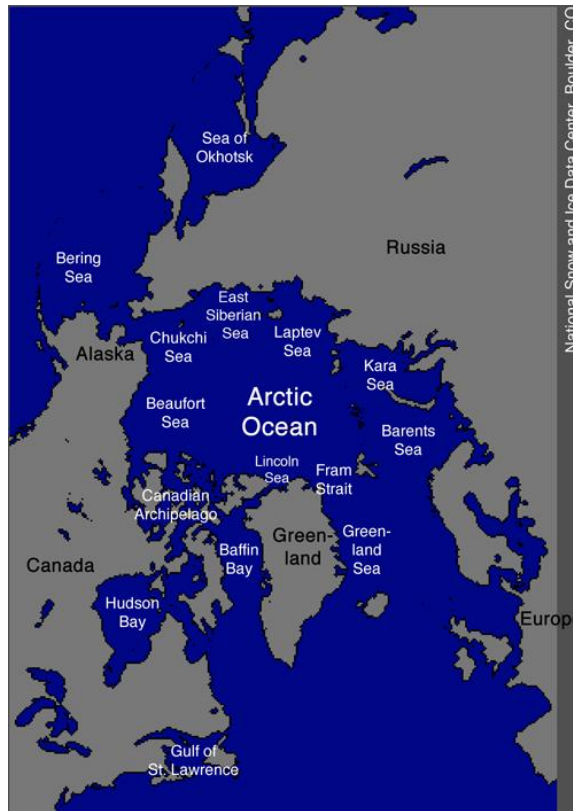 National Snow and Ice Data Center, Boulder, CO
Sea of
Okhotsk
Russia
Bering
Sea
East
Siberian
Sea
Chukchi
Sea
Laptev
Sea
Alaska
Kara
Sea
Beaufort
Sea
Arctic
Ocean
Barents
Sea
Lincoln
Sea
Fram
Strait
Canadian
Archipelago
Green-
land
Green-
land
Sea
Baffin
Bay
Canada
Hudson
Bay
Europ
Gulf of
St. Lawrence